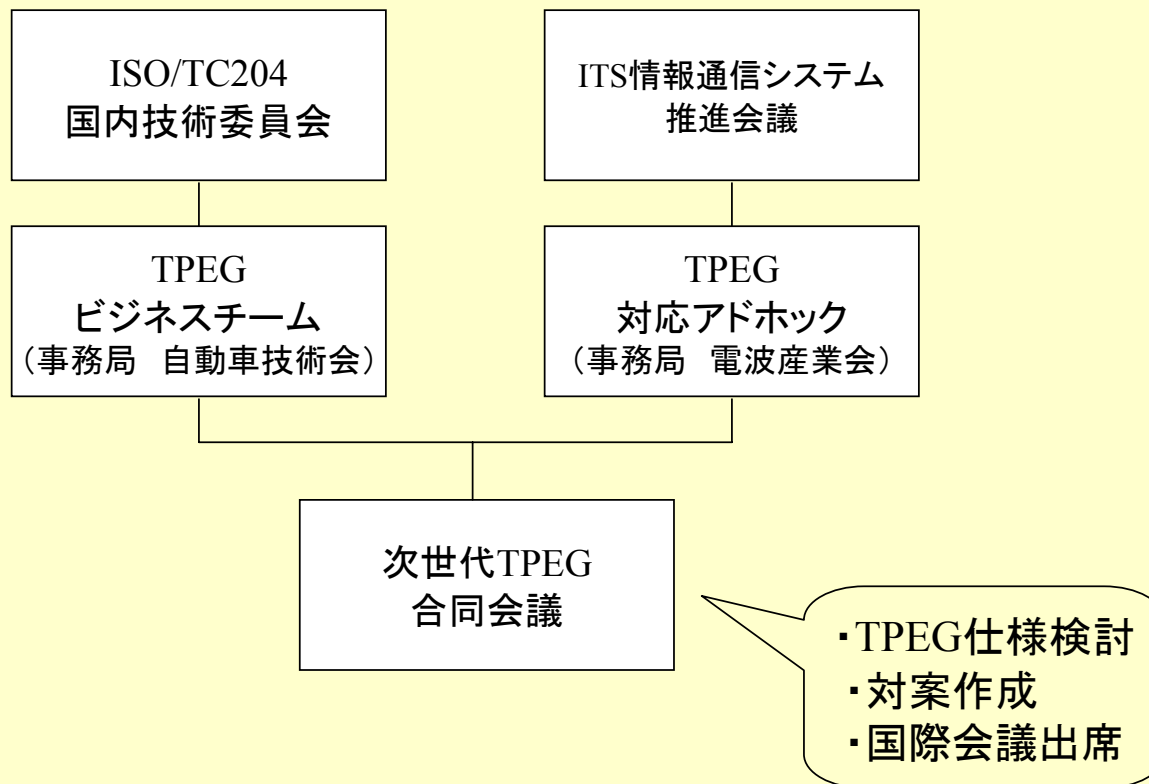 ISO/TC204
国内技術委員会
ITS情報通信システム
推進会議
TPEG
ビジネスチーム
（事務局　自動車技術会）
TPEG
対応アドホック
（事務局　電波産業会）
次世代TPEG
合同会議
・TPEG仕様検討
・対案作成
・国際会議出席